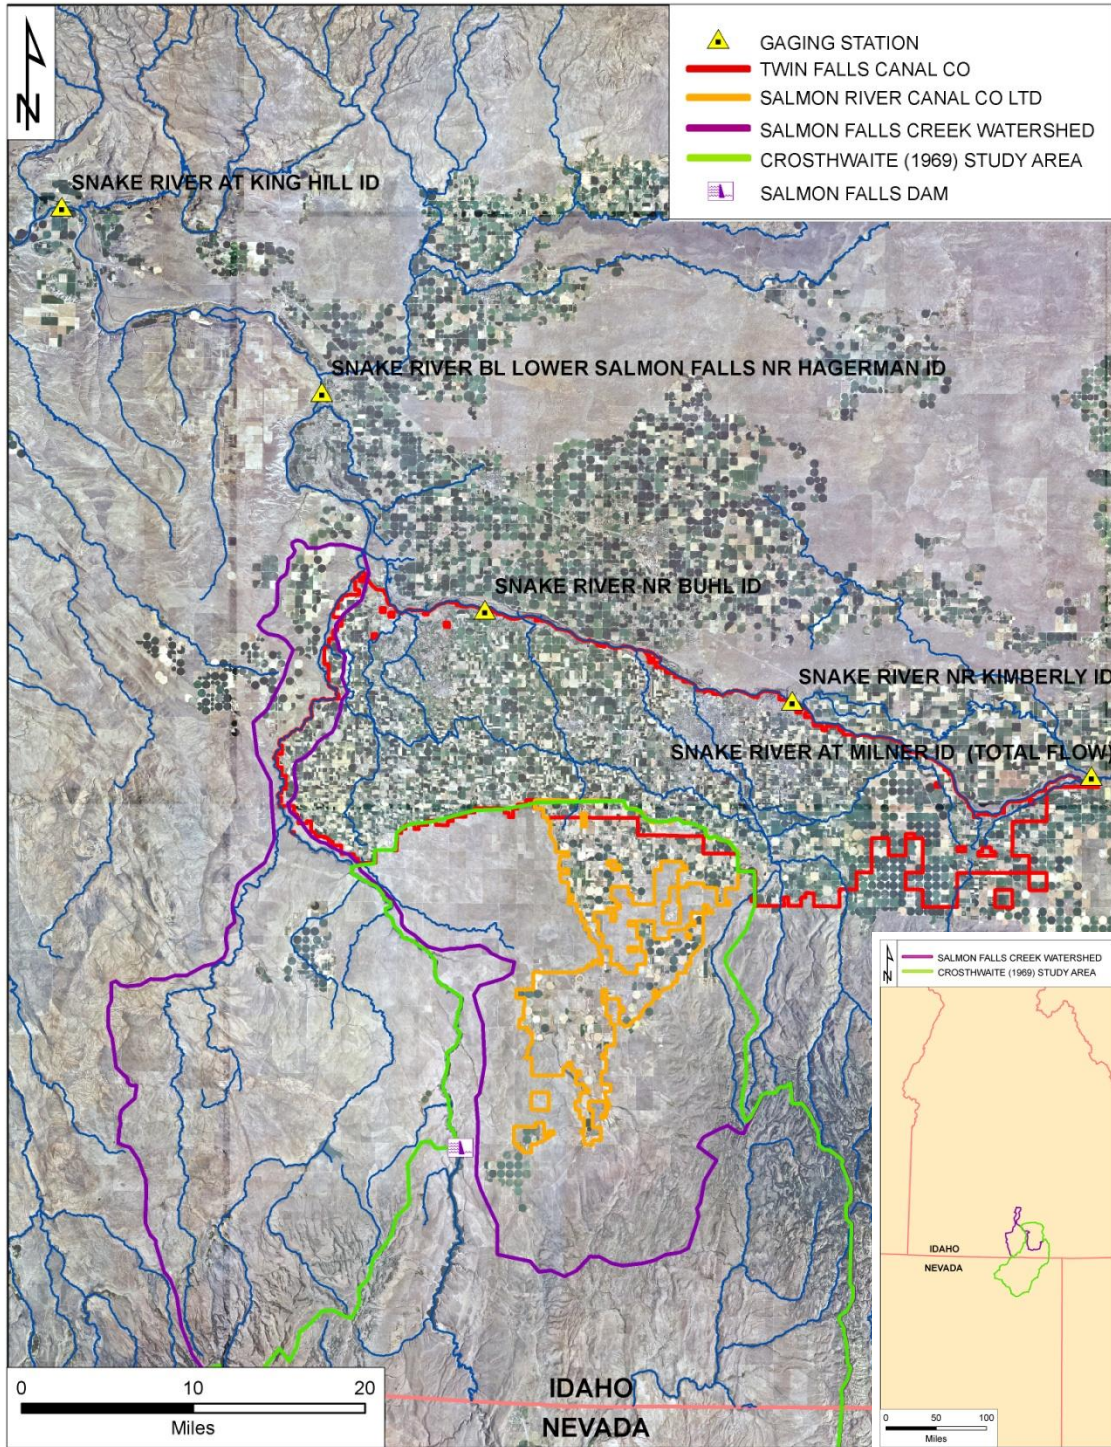 N
GAGING STATION
TWIN FALLS CANAL CO
SALMON RIVER CANAL CO LTD
SALMON FALLS CREEK WATERSHED
CROSTHWAITE (1969) STUDY AREA
SALMON FALLS DAM
SNAKE RIVER AT KING HILL ID
SNAKE RIVER BL LOWER SALMON FALLS NR HAGERMAN ID
SNAKE RIVER NR BUHL ID
SNAKE RIVER NR KIMBERLY ID
SNAKE RIVER AT MILNER ID (TOTAL FLOW)
N
SALMON FALLS CREEK WATERSHED
CROSTHWAITE (1969) STUDY AREA
IDAHO
NEVADA
0 50 100
Miles
0 10 20
Miles
IDAHO
NEVADA